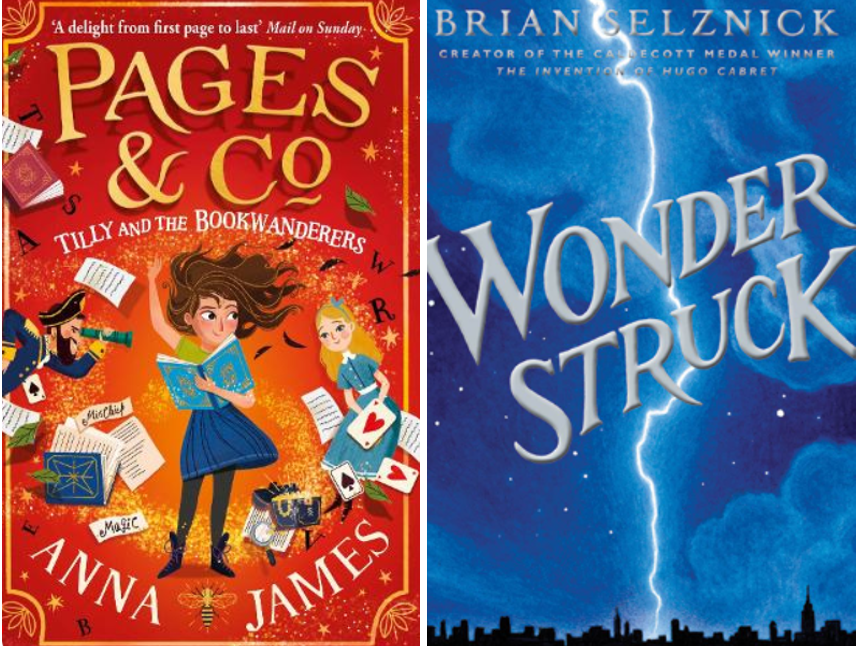 'A delight from first page to last' Mail on Sunday
PAGES
& CO
TILLY AND THE BOOKWANDERERS
T
S
A
W
R
MisChief
MagiC
E
L
B
ANNA JAMES
BRIAN SELZNICK
CREATOR OF THE CALDECOTT MEDAL WINNER
THE INVENTION OF HUGO CABRET
WONDER
STRUCK